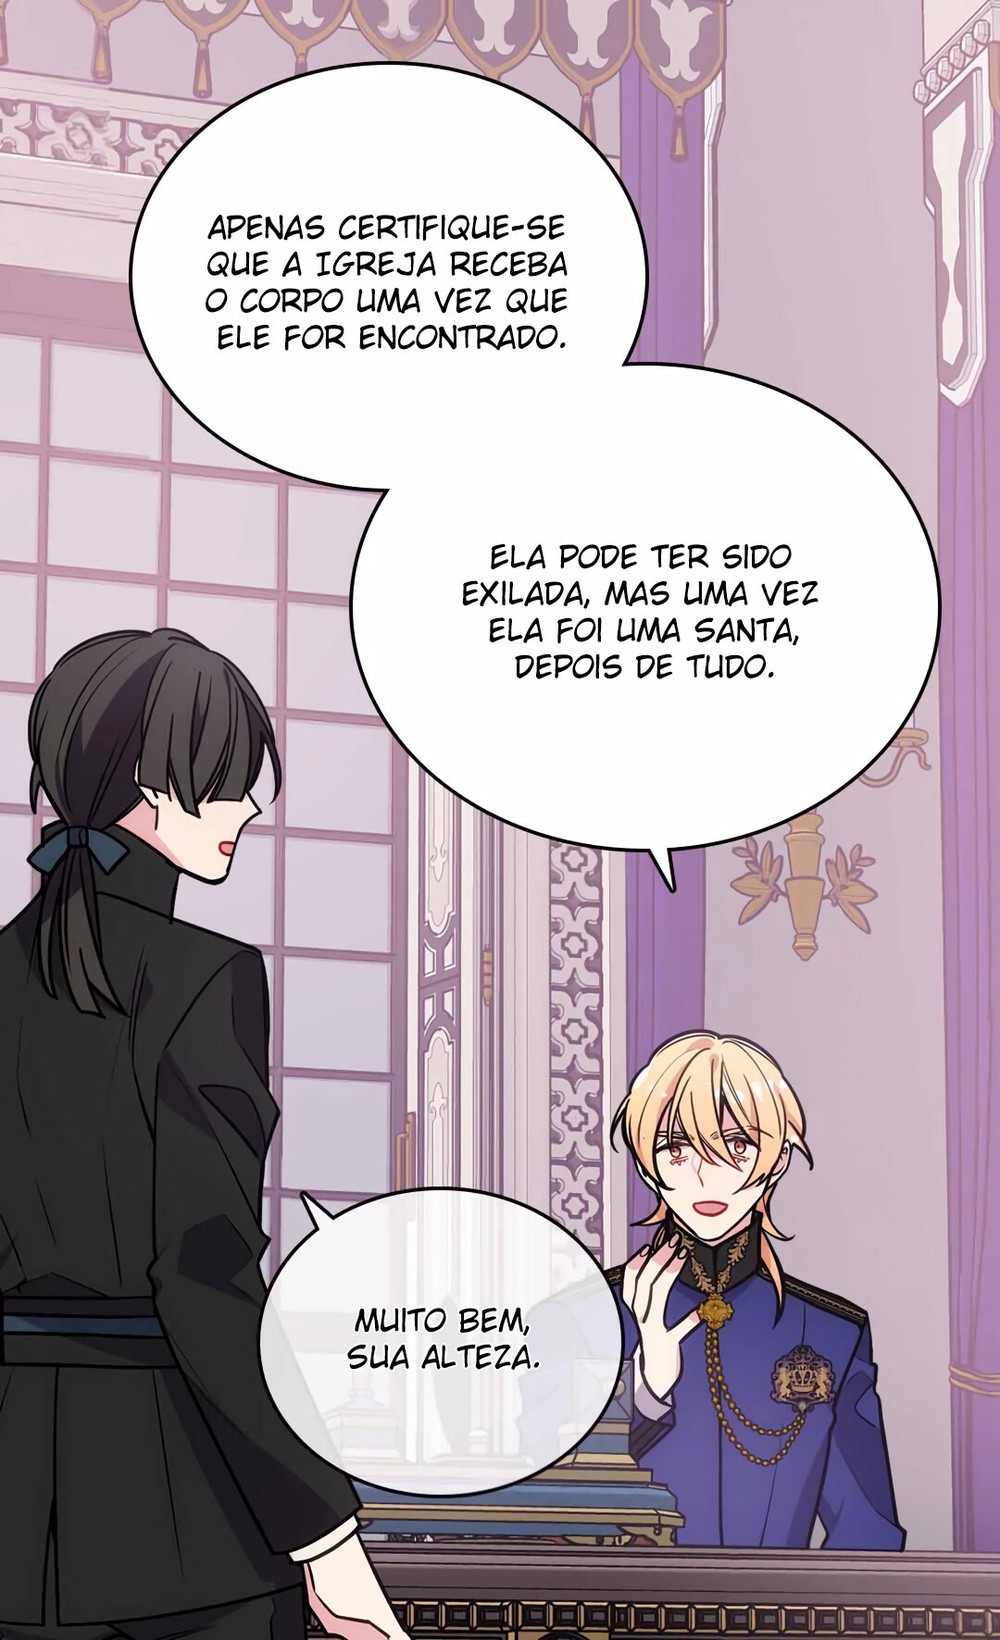 APENAS CERTIFIQUE-SE
QUE A IGREJA RECEBA
O CORPO UMA VEZ QUE
ELE FOR ENCONTRADO.
ELA PODE TER SIDO
EXILADA, MAS UMA VEZ
ELA FOI UMA SANTA,
DEPOIS DE TUDO.
MUITO BEM,
SUA ALTEZA.